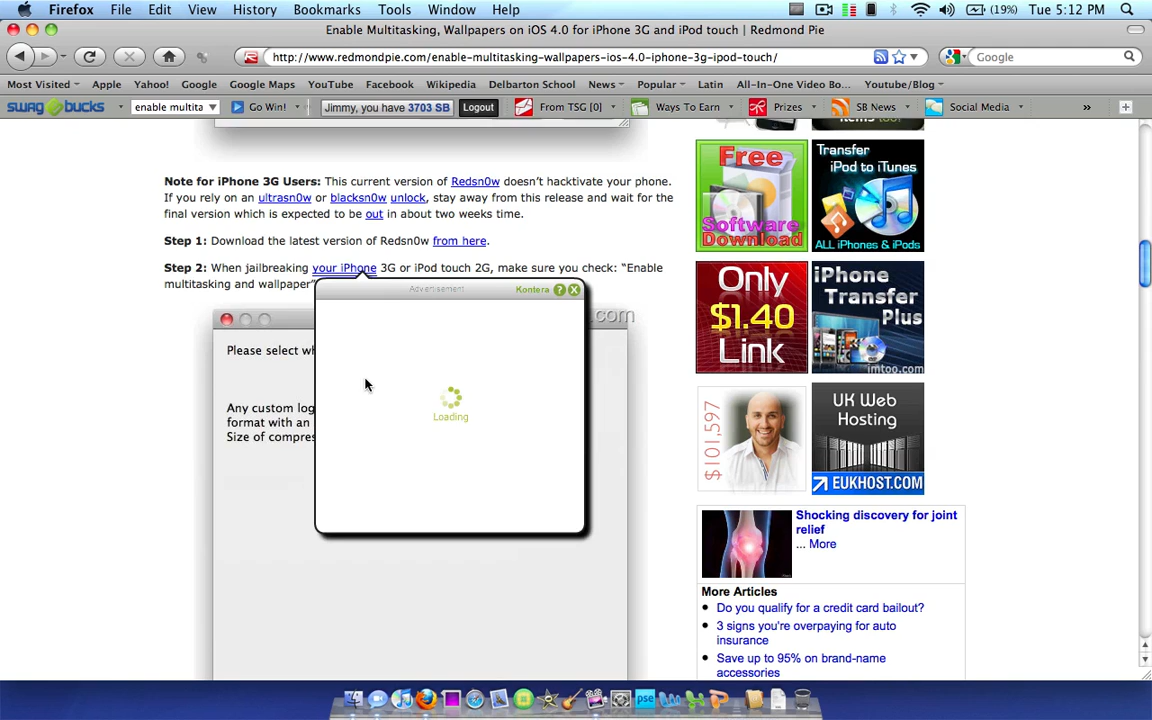 Firefox File Edit View History Bookmarks Tools Window Help (19%) Tue 5:12 PM
Enable Multitasking, Wallpapers on iOS 4.0 for iPhone 3G and iPod touch | Redmond Pie
http://www.redmondpie.com/enable-multitasking-wallpapers-ios-4.0-iphone-3g-ipod-touch/ Google
Most Visited Apple Yahoo! Google Google Maps YouTube Facebook Wikipedia Delbarton School News Popular Latin All-In-One Video Bo... Youtube/Blog
swagbucks enable multita Go Win! Jimmy, you have 3703 SB Logout From TSG [0] Ways To Earn Prizes SB News Social Media »
Note for iPhone 3G Users: This current version of Redsn0w doesn't hacktivate your phone.
If you rely on an ultrasn0w or blacksn0w unlock, stay away from this release and wait for the
final version which is expected to be out in about two weeks time.
Step 1: Download the latest version of Redsn0w from here.
Step 2: When jailbreaking your iPhone 3G or iPod touch 2G, make sure you check: "Enable
multitasking and wallpaper"
Advertisement Kontera ? X
.com
Please select wh
Loading
Any custom log
format with an
Size of compres
Free
Software
Download
Transfer
iPod to iTunes
ALL iPhones & iPods
Only
$1.40
Link
iPhone
Transfer
Plus
imtoo.com
$101,597
UK Web
Hosting
EUKHOST.COM
Shocking discovery for joint
relief
... More
More Articles
Do you qualify for a credit card bailout?
3 signs you're overpaying for auto
insurance
Save up to 95% on brand-name
accessories
pse